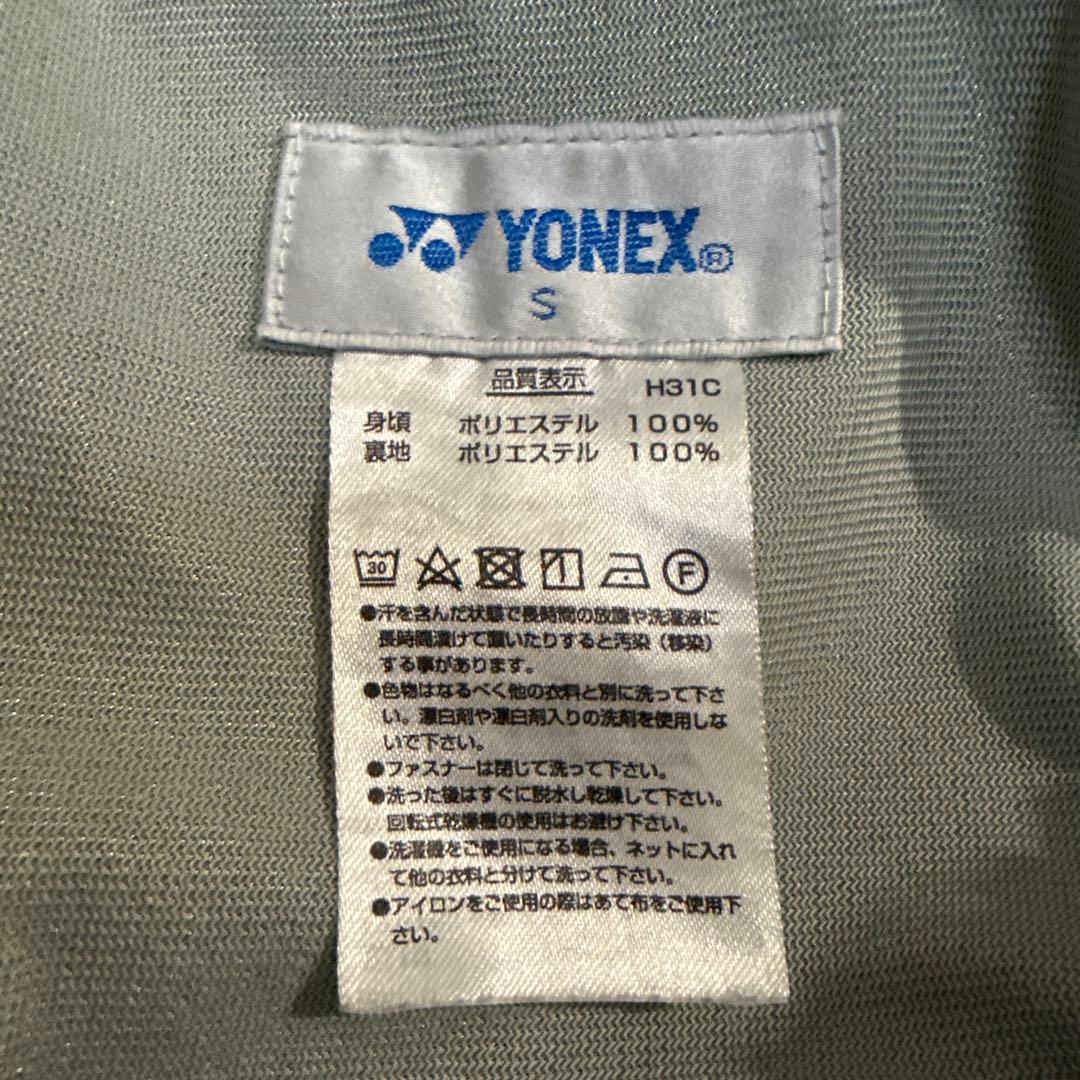 YONEX®
S
品質表示 H31C
身頃 ポリエステル 100%
裏地 ポリエステル 100%
30 F
●汗を含んだ状態で長時間の放置や洗濯液に
長時間漬けて置いたりすると汚染（移染）
する事があります。
●色物はなるべく他の衣料と別に洗って下さ
い。漂白剤や漂白剤入りの洗剤を使用しな
いで下さい。
●ファスナーは閉じて洗って下さい。
●洗った後はすぐに脱水し乾燥して下さい。
回転式乾燥機の使用はお避け下さい。
●洗濯機をご使用になる場合、ネットに入れ
て他の衣料と分けて洗って下さい。
●アイロンをご使用の際はあて布をご使用下
さい。